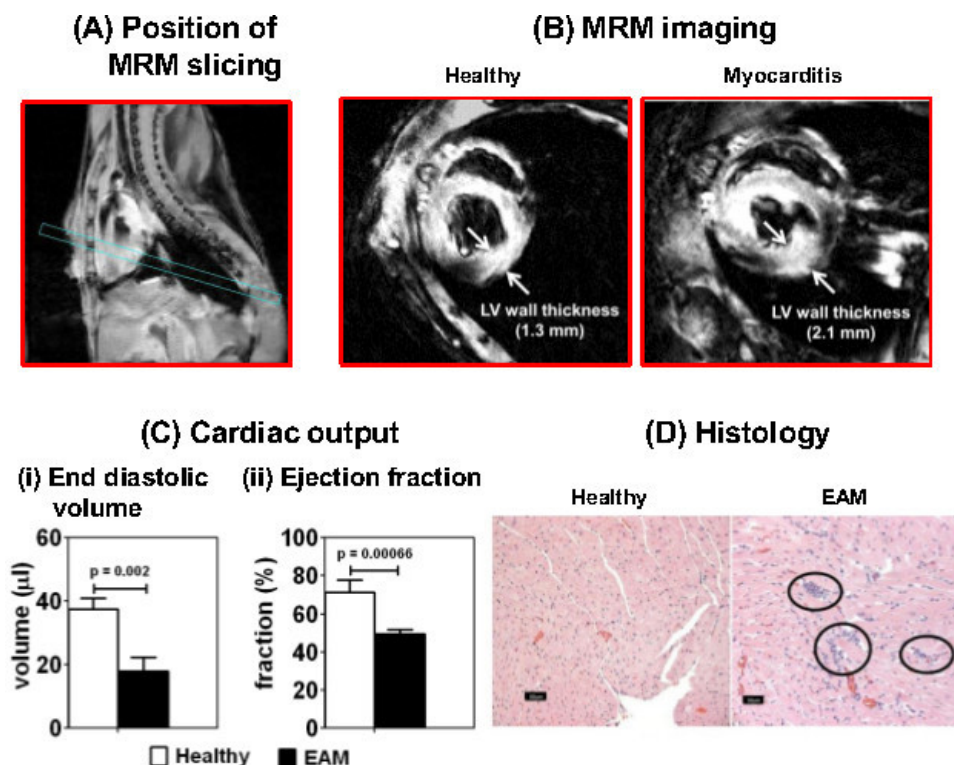 (A) Position of
MRM slicing
(B) MRM imaging
Healthy
Myocarditis
LV wall thickness
(1.3 mm)
LV wall thickness
(2.1 mm)
(C) Cardiac output
(i) End diastolic
volume
(ii) Ejection fraction
volume (µl)
60
40
20
0
p = 0.002
fraction (%)
100
80
60
40
20
0
p = 0.00066
Healthy
EAM
(D) Histology
Healthy
EAM